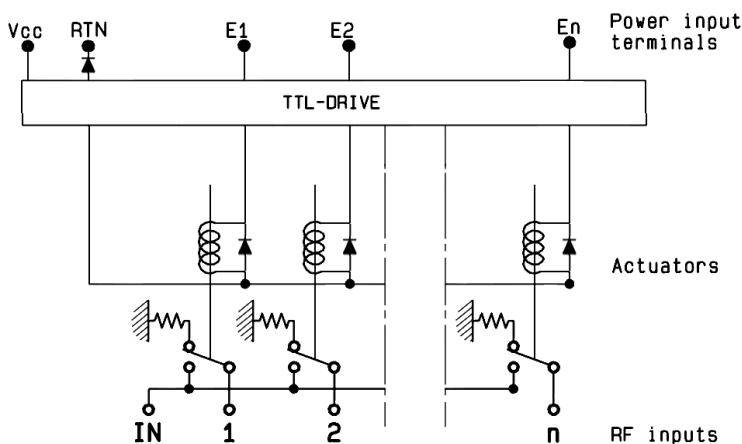 Vcc RTN E1 E2 En Power input
terminals
TTL-DRIVE
Actuators
IN 1 2 n RF inputs